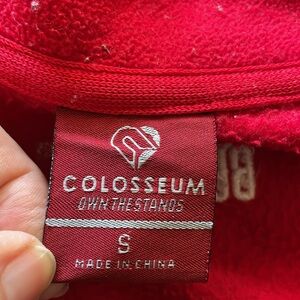 COLOSSEUM
OWN THE STANDS
S
MADE IN CHINA